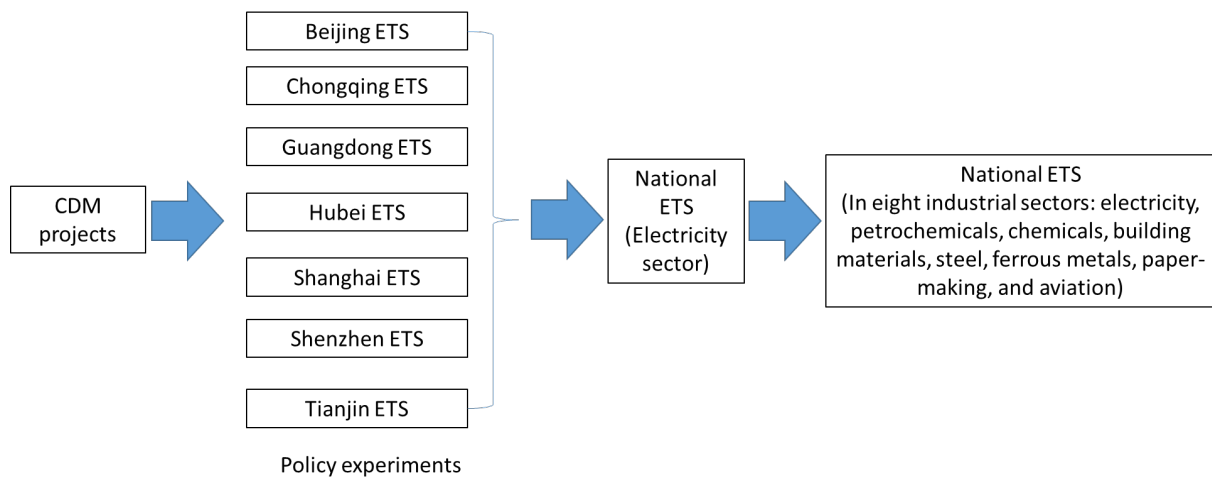 CDM
projects
Beijing ETS
Chongqing ETS
Guangdong ETS
Hubei ETS
Shanghai ETS
Shenzhen ETS
Tianjin ETS
Policy experiments
National
ETS
(Electricity
sector)
National ETS
(In eight industrial sectors: electricity,
petrochemicals, chemicals, building
materials, steel, ferrous metals, paper-
making, and aviation)